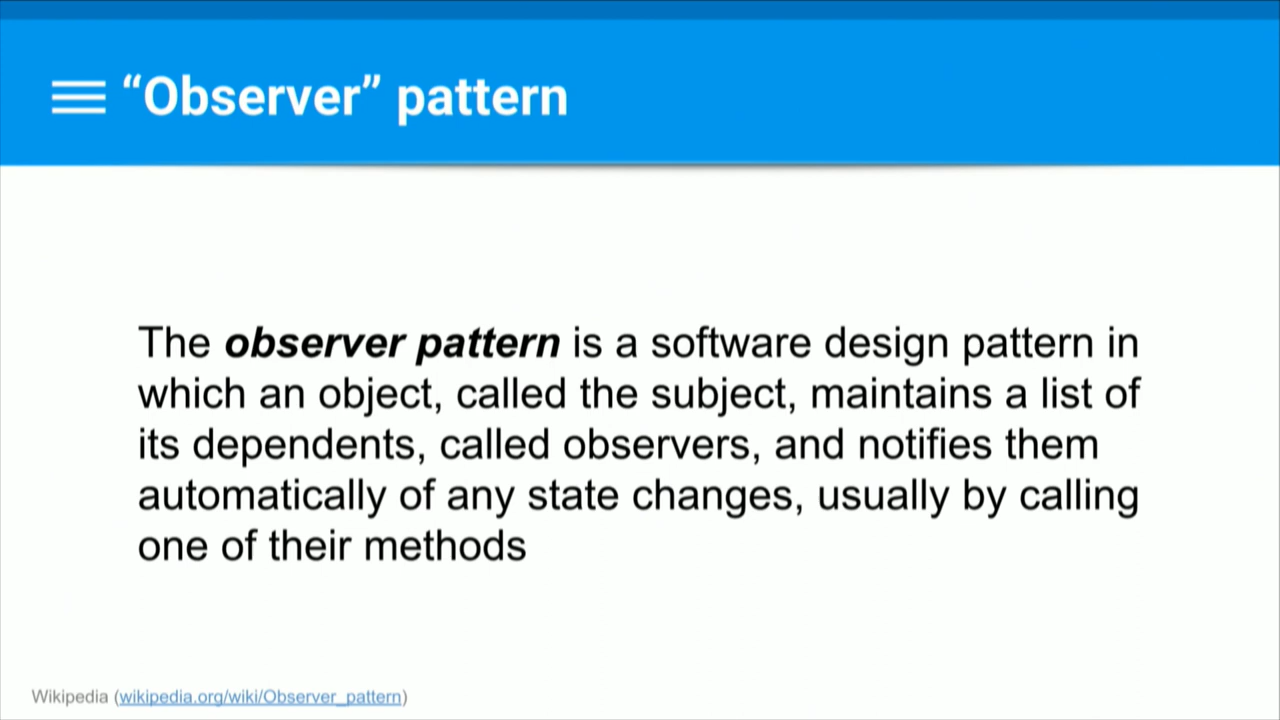 “Observer” pattern
The observer pattern is a software design pattern in
which an object, called the subject, maintains a list of
its dependents, called observers, and notifies them
automatically of any state changes, usually by calling
one of their methods
Wikipedia (wikipedia.org/wiki/Observer_pattern)